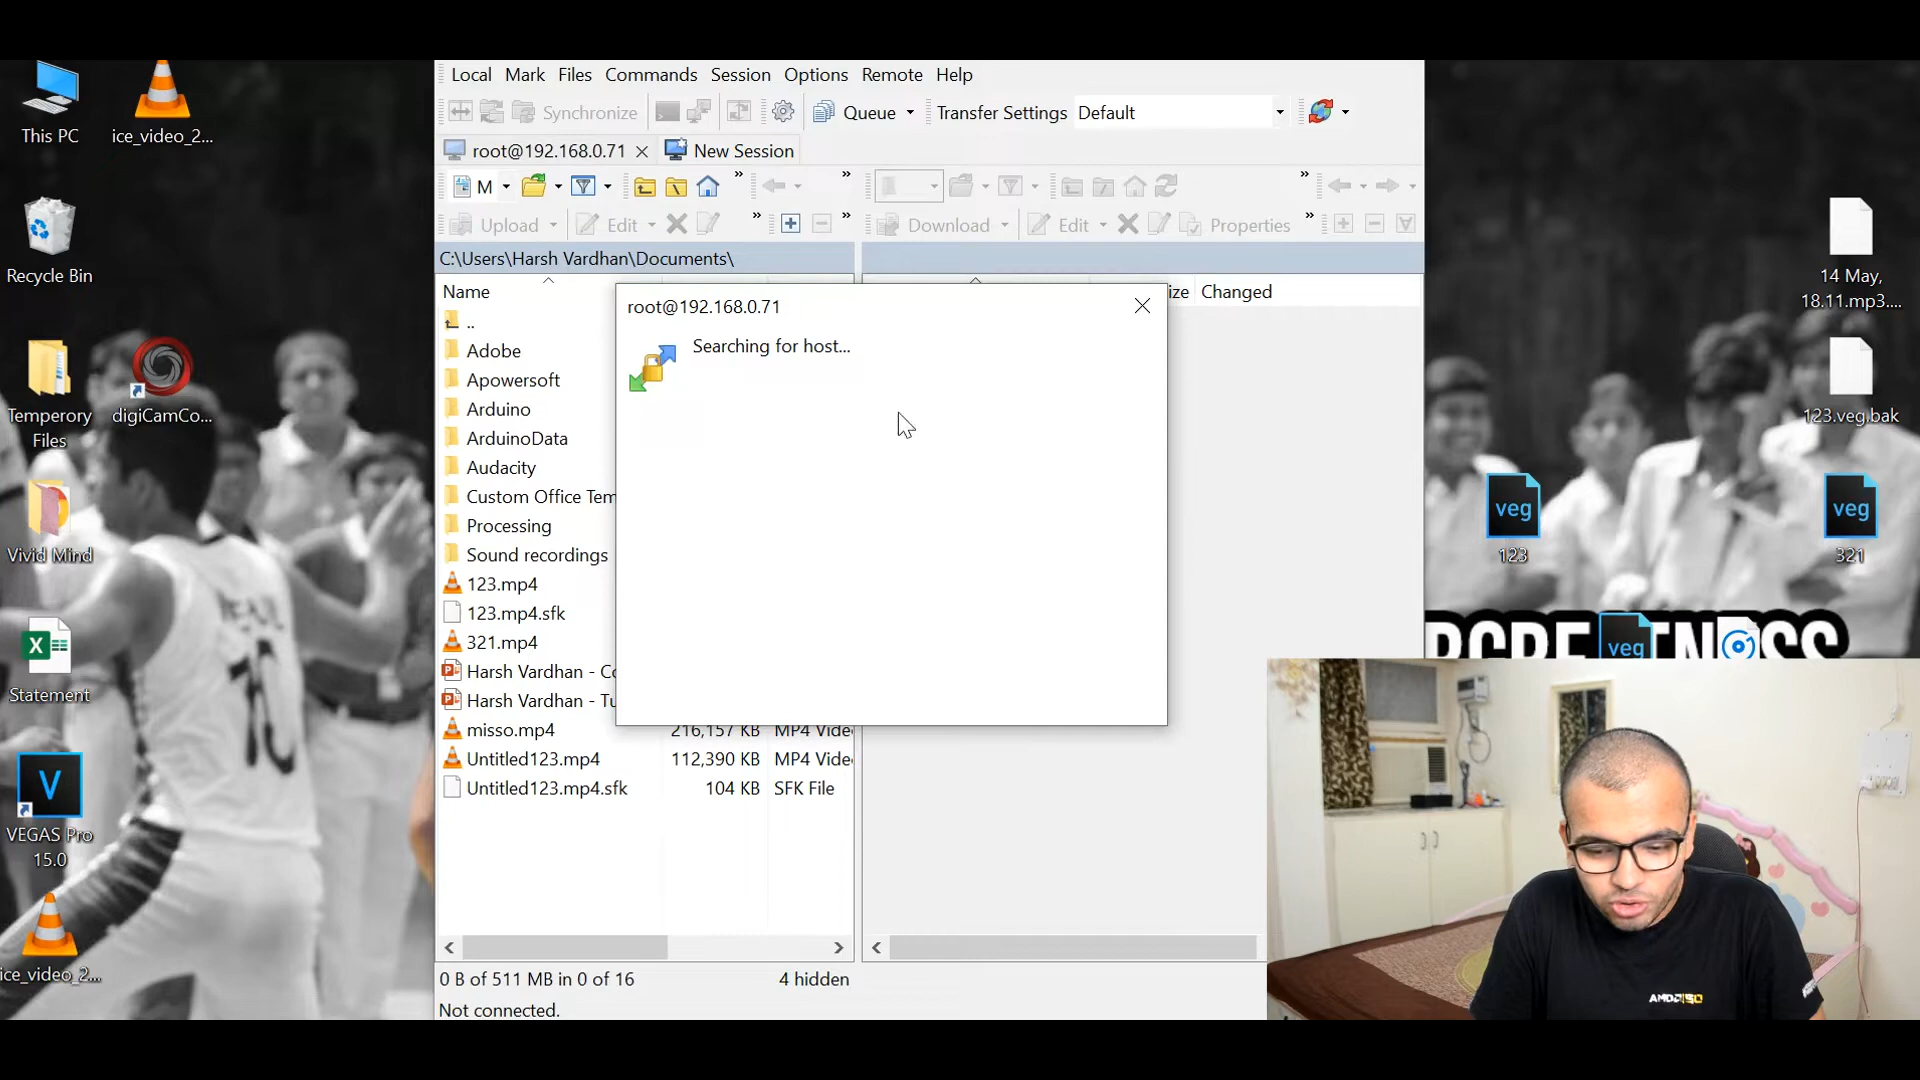 Local Mark Files Commands Session Options Remote Help
Synchronize Queue Transfer Settings Default
root@192.168.0.71 New Session
M
Upload Edit Download Edit Properties
C:\Users\Harsh Vardhan\Documents\
Name ize Changed
..
Adobe
Apowersoft
Arduino
ArduinoData
Audacity
Custom Office Tem
Processing
Sound recordings
123.mp4
123.mp4.sfk
321.mp4
Harsh Vardhan - Co
Harsh Vardhan - Tu
misso.mp4 216,157 KB MP4 Vide
Untitled123.mp4 112,390 KB MP4 Vide
Untitled123.mp4.sfk 104 KB SFK File
0 B of 511 MB in 0 of 16 4 hidden
Not connected.
root@192.168.0.71
Searching for host...
This PC
ice_video_2...
Recycle Bin
Temperory
Files
digiCamCo...
Vivid Mind
Statement
VEGAS Pro
15.0
ice_video_2...
14 May,
18.11.mp3....
123.veg.bak
veg
123
veg
321
veg